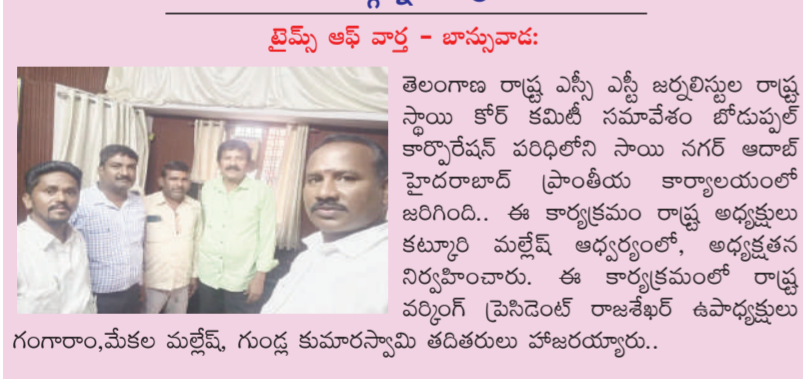 టైమ్స్ ఆఫ్ వార్త - బాన్సువాడ:
తెలంగాణ రాష్ట్ర ఎస్సీ ఎస్టీ జర్నలిస్టుల రాష్ట్ర
స్థాయి కోర్ కమిటీ సమావేశం బోడుప్పల్
కార్పొరేషన్ పరిధిలోని సాయి నగర్ ఆదాబ్
హైదరాబాద్ ప్రాంతీయ కార్యాలయంలో
జరిగింది.. ఈ కార్యక్రమం రాష్ట్ర అధ్యక్షులు
కట్కూరి మల్లేష్ ఆధ్వర్యంలో, అధ్యక్షతన
నిర్వహించారు. ఈ కార్యక్రమంలో రాష్ట్ర
వర్కింగ్ ప్రెసిడెంట్ రాజశేఖర్ ఉపాధ్యక్షులు
గంగారాం,మేకల మల్లేష్, గుండ్ల కుమారస్వామి తదితరులు హాజరయ్యారు..